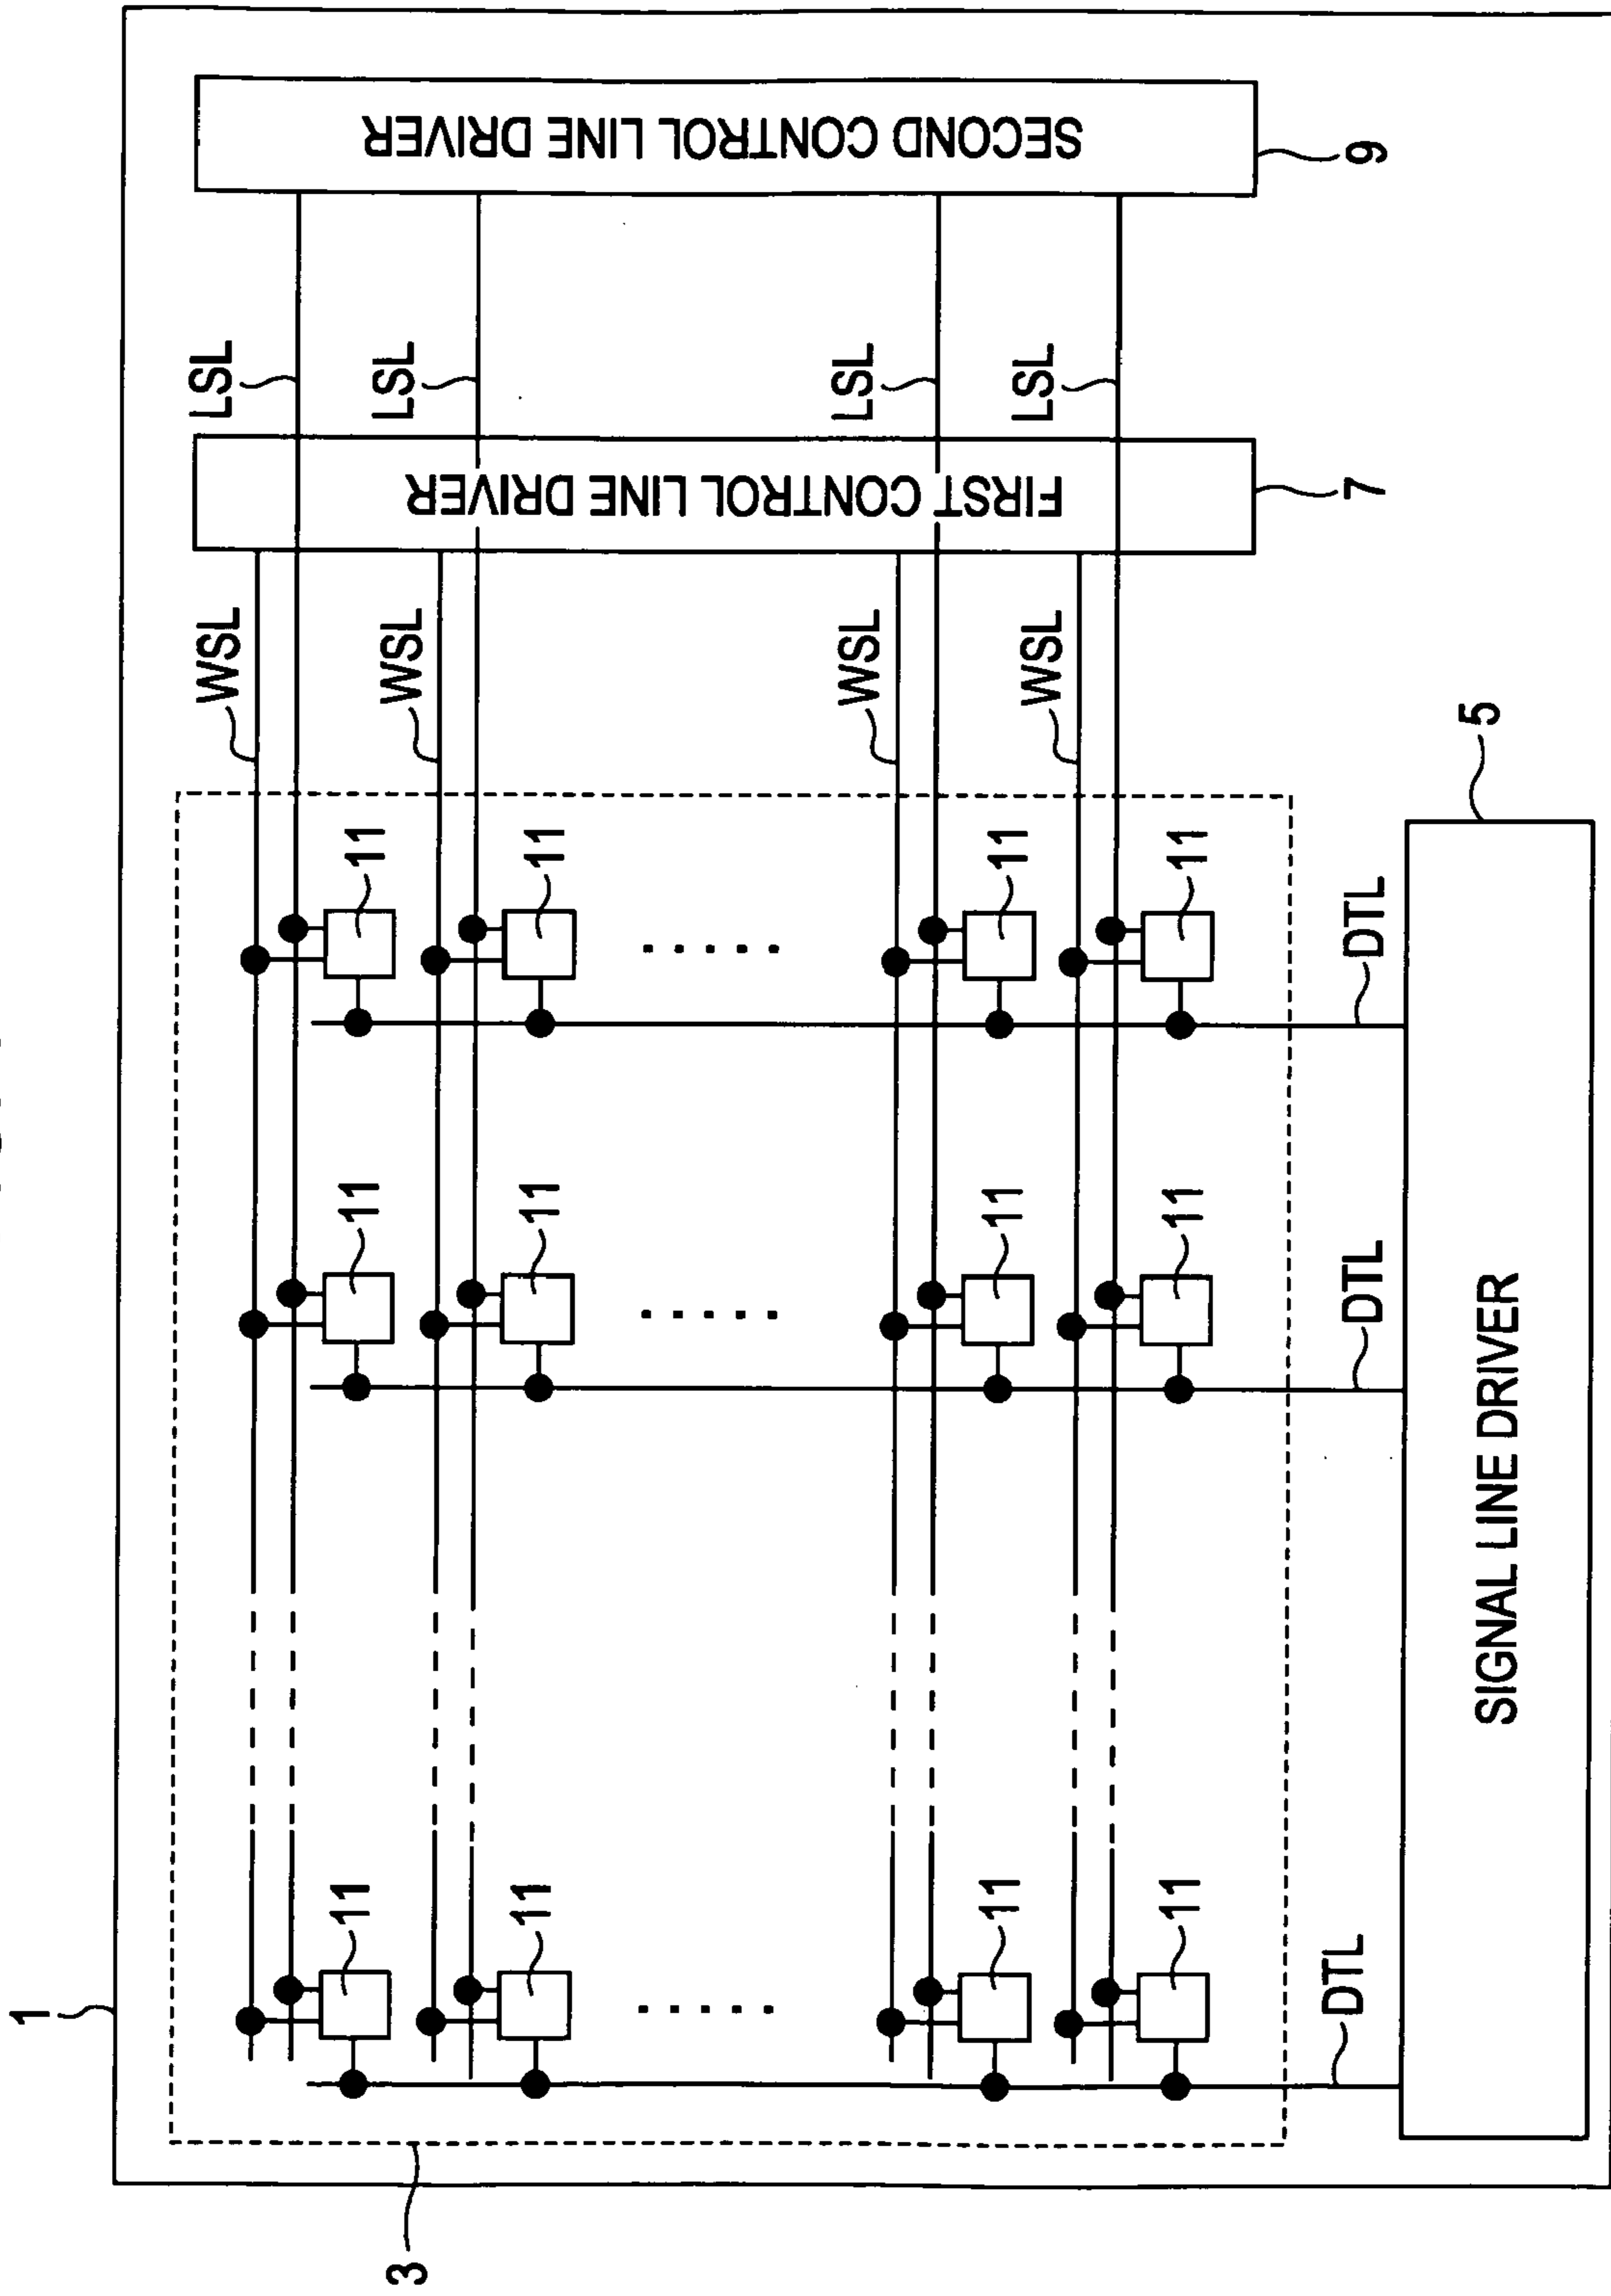 1
SECOND CONTROL LINE DRIVER
9
LSL
LSL
LSL
LSL
FIRST CONTROL LINE DRIVER
7
WSL
WSL
WSL
WSL
5
11
11
11
11
DTL
11
11
11
11
DTL
SIGNAL LINE DRIVER
11
11
11
11
DTL
3